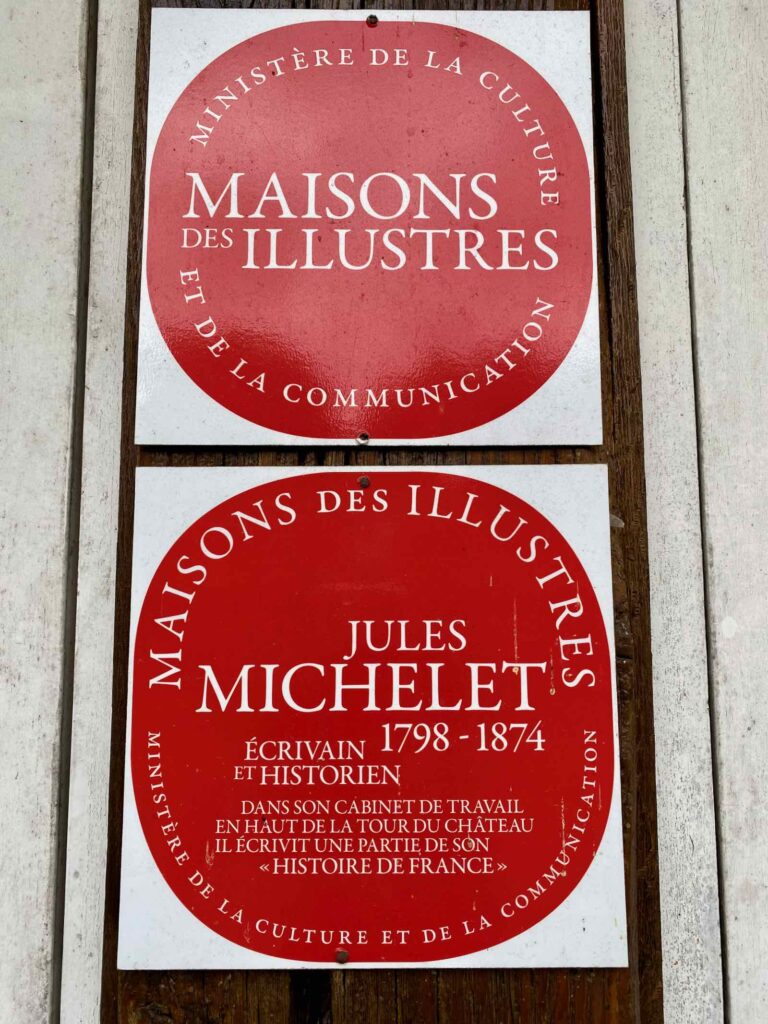 MINISTÈRE DE LA CULTURE
MAISONS
DES ILLUSTRES
ET DE LA COMMUNICATION
MAISONS DES ILLUSTRES
JULES
MICHELET
1798 - 1874
ÉCRIVAIN
ET HISTORIEN
DANS SON CABINET DE TRAVAIL
EN HAUT DE LA TOUR DU CHÂTEAU
IL ÉCRIVIT UNE PARTIE DE SON
« HISTOIRE DE FRANCE »
MINISTÈRE DE LA CULTURE ET DE LA COMMUNICATION